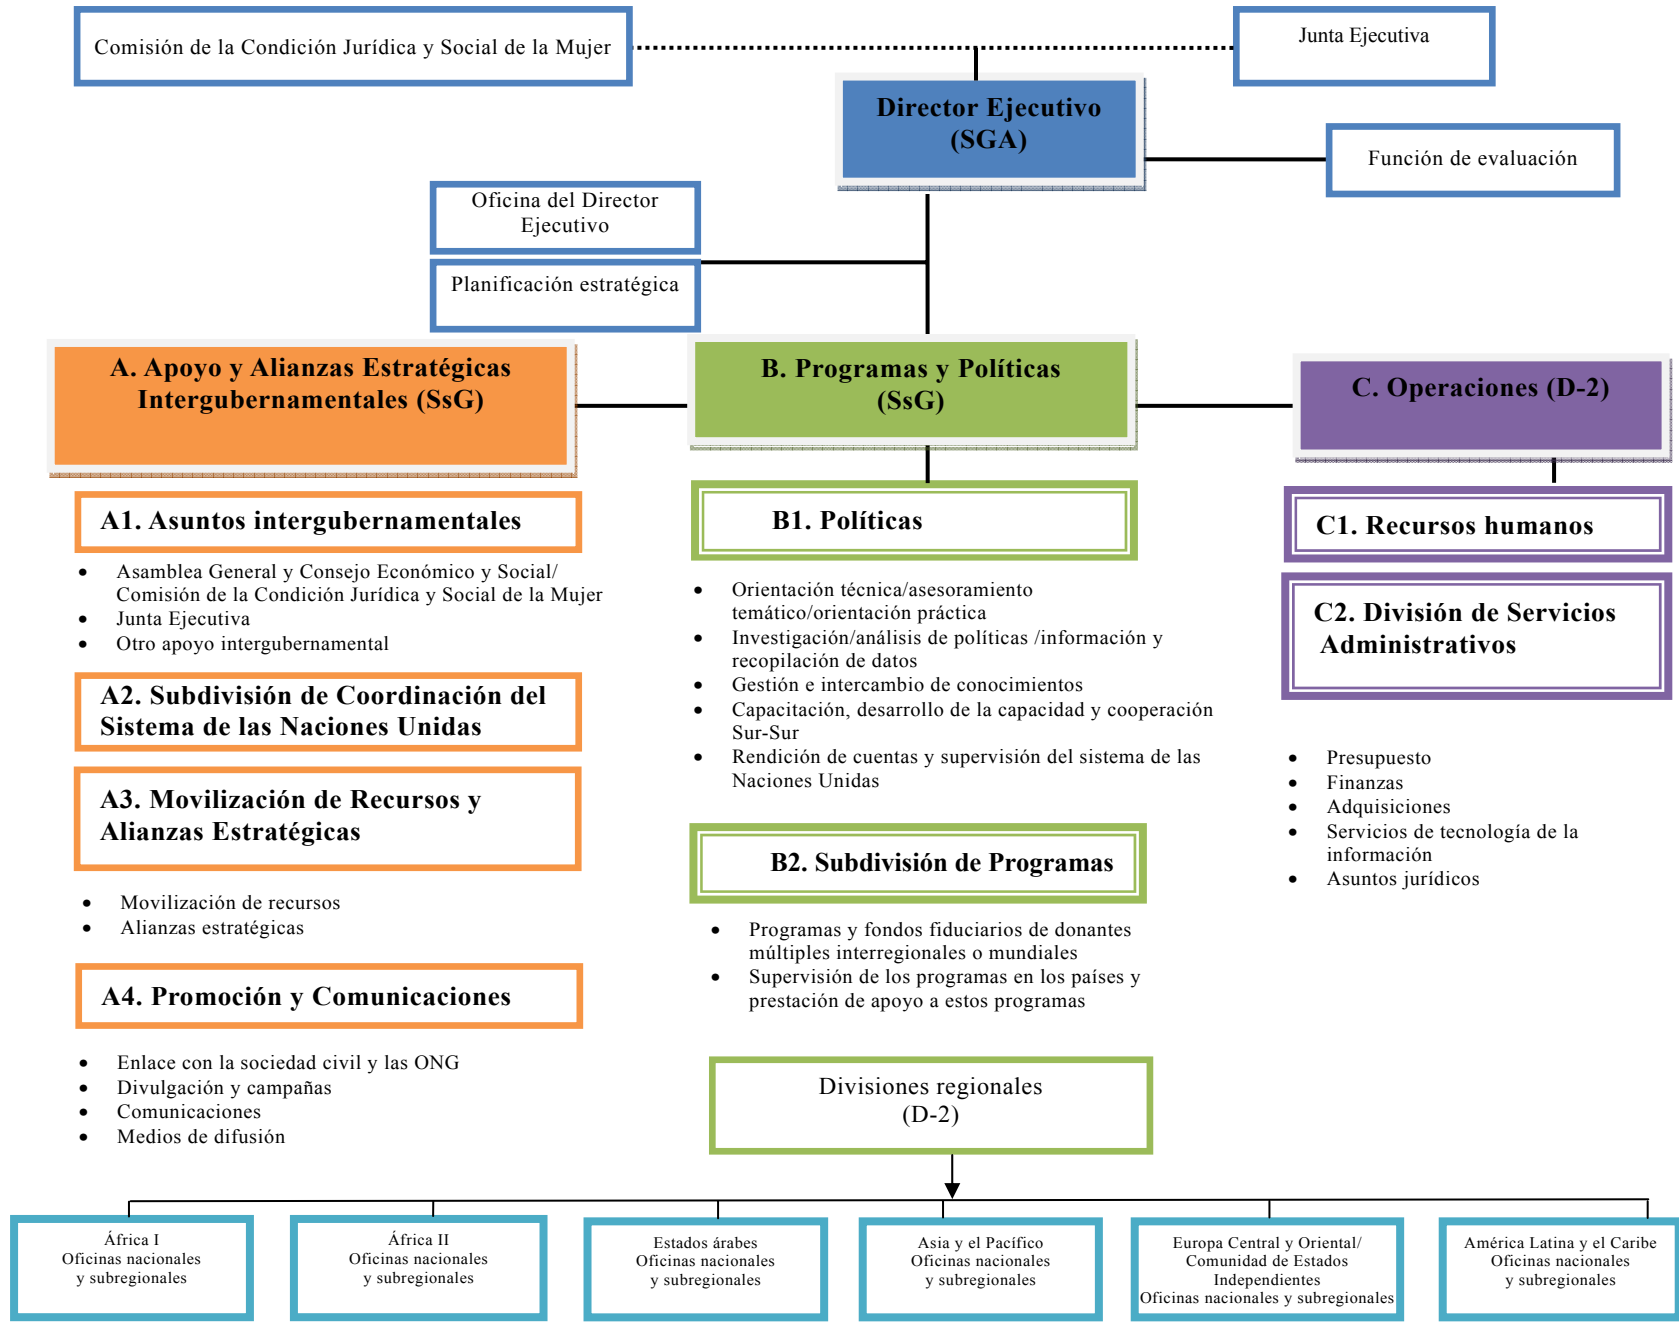 Comisión de la Condición Jurídica y Social de la Mujer
Junta Ejecutiva
Director Ejecutivo
(SGA)
Función de evaluación
Oficina del Director
Ejecutivo
Planificación estratégica
A. Apoyo y Alianzas Estratégicas
Intergubernamentales (SsG)
B. Programas y Políticas
(SsG)
C. Operaciones (D-2)
A1. Asuntos intergubernamentales
• Asamblea General y Consejo Económico y Social/
Comisión de la Condición Jurídica y Social de la Mujer
• Junta Ejecutiva
• Otro apoyo intergubernamental
A2. Subdivisión de Coordinación del
Sistema de las Naciones Unidas
A3. Movilización de Recursos y
Alianzas Estratégicas
• Movilización de recursos
• Alianzas estratégicas
A4. Promoción y Comunicaciones
• Enlace con la sociedad civil y las ONG
• Divulgación y campañas
• Comunicaciones
• Medios de difusión
B1. Políticas
• Orientación técnica/asesoramiento
temático/orientación práctica
• Investigación/análisis de políticas /información y
recopilación de datos
• Gestión e intercambio de conocimientos
• Capacitación, desarrollo de la capacidad y cooperación
Sur-Sur
• Rendición de cuentas y supervisión del sistema de las
Naciones Unidas
B2. Subdivisión de Programas
• Programas y fondos fiduciarios de donantes
múltiples interregionales o mundiales
• Supervisión de los programas en los países y
prestación de apoyo a estos programas
C1. Recursos humanos
C2. División de Servicios
Administrativos
• Presupuesto
• Finanzas
• Adquisiciones
• Servicios de tecnología de la
información
• Asuntos jurídicos
Divisiones regionales
(D-2)
África I
Oficinas nacionales
y subregionales
África II
Oficinas nacionales
y subregionales
Estados árabes
Oficinas nacionales
y subregionales
Asia y el Pacífico
Oficinas nacionales
y subregionales
Europa Central y Oriental/
Comunidad de Estados
Independientes
Oficinas nacionales y subregionales
América Latina y el Caribe
Oficinas nacionales
y subregionales